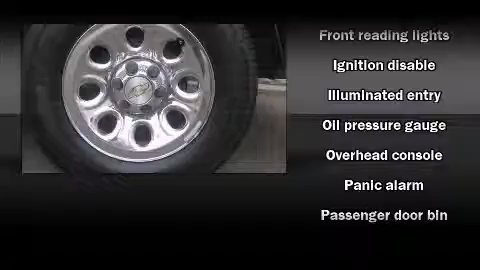 Front reading lights
Ignition disable
Illuminated entry
Oil pressure gauge
Overhead console
Panic alarm
Passenger door bin